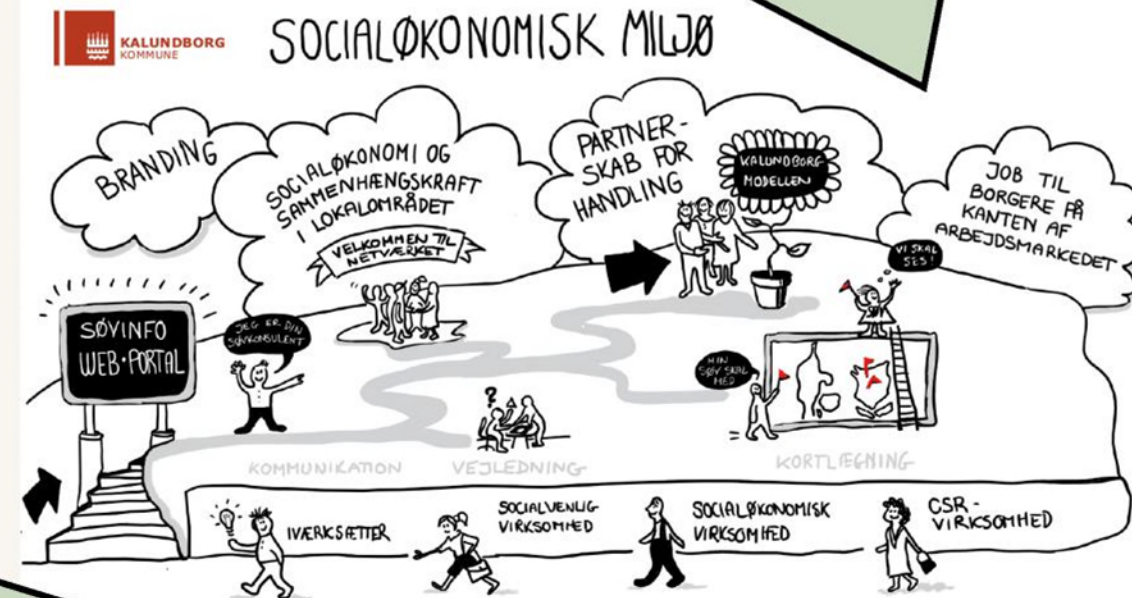 KALUNDBORG
KOMMUNE
SOCIALØKONOMISK MILJØ
BRANDING
SOCIALØKONOMI OG
SAMMENHÆNGSKRAFT
I LOKALOMRÅDET
VELKOMMEN TIL
NETVÆRKET
PARTNER-
SKAB FOR
HANDLING
KALUNDBORG
MODELLEN
JOB TIL
BORGERE PÅ
KANTEN AF
ARBEJDSMARKEDET
VI SKAL
SES!
SØVINFO
WEB·PORTAL
JEG ER DIN
SØVKONSULENT
?
MIN
SØV SKAL
MED
KOMMUNIKATION
VEJLEDNING
KORTLÆGNING
IVÆRKSÆTTER
SOCIALVENLIG
VIRKSOMHED
SOCIALØKONOMISK
VIRKSOMHED
CSR-
VIRKSOMHED